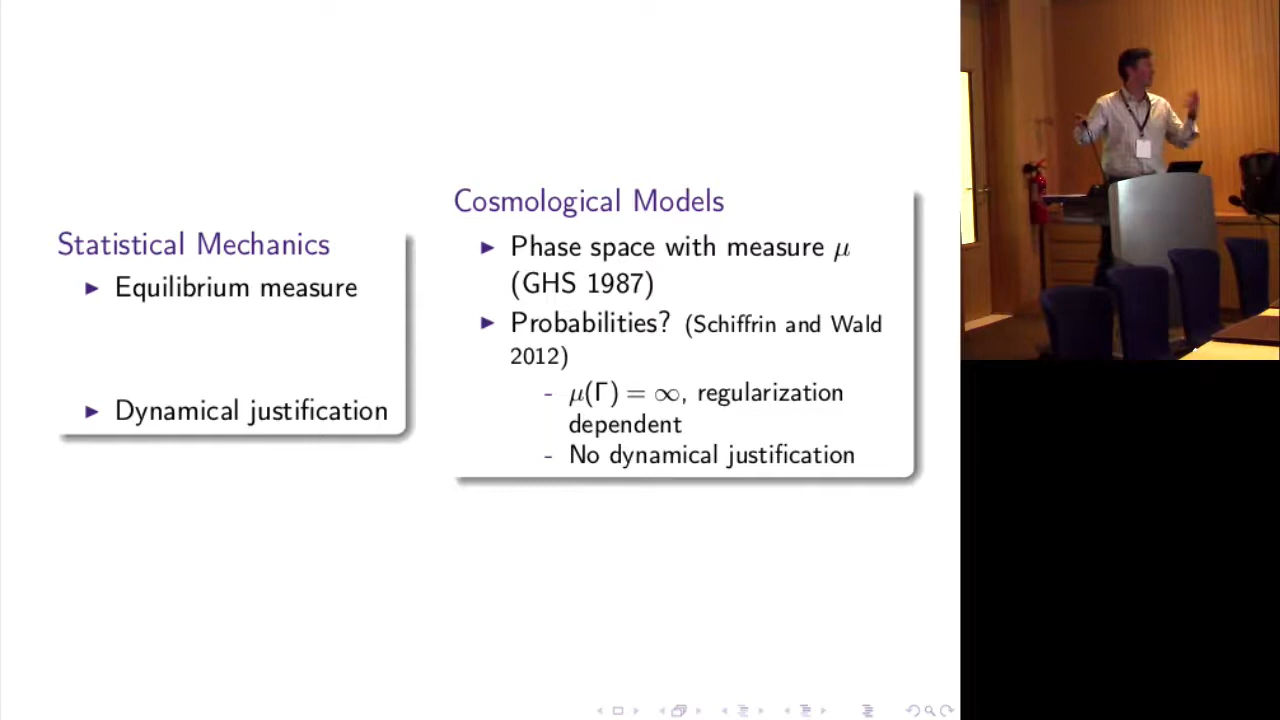 Statistical Mechanics
▶ Equilibrium measure
▶ Dynamical justification
Cosmological Models
▶ Phase space with measure μ
(GHS 1987)
▶ Probabilities? (Schiffrin and Wald
2012)
- μ(Γ) = ∞, regularization
dependent
- No dynamical justification